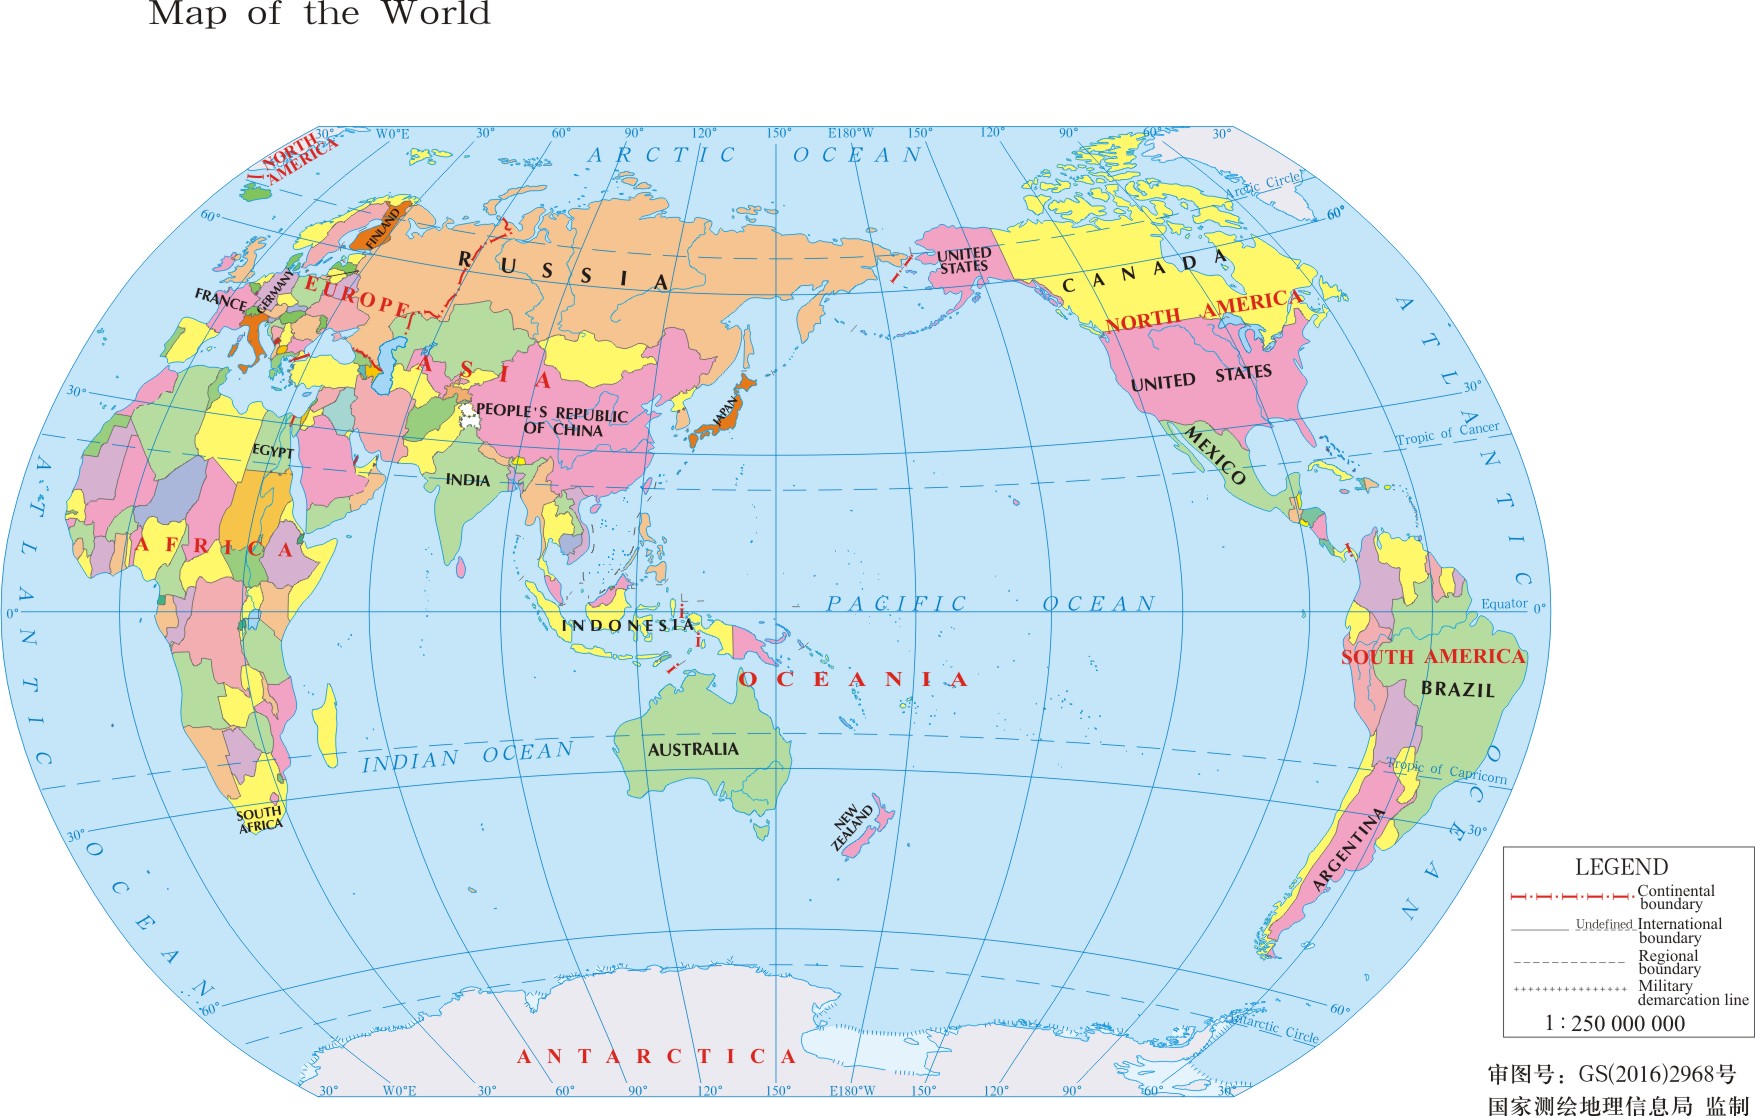 Map of the World
30° W0°E 30° 60° 90° 120° 150° E180°W 150° 120° 90° 60° 30°
NORTH
AMERICA
ARCTIC OCEAN
Arctic Circle
60°
60°
FINLAND
RUSSIA
UNITED
STATES
CANADA
GERMANY
FRANCE
EUROPE
NORTH AMERICA
ATLANTIC OCEAN
ASIA
UNITED STATES
30°
30°
JAPAN
PEOPLE'S REPUBLIC
OF CHINA
Tropic of Cancer
EGYPT
INDIA
MEXICO
ATLANTIC OCEAN
AFRICA
PACIFIC OCEAN
Equator
0°
0°
INDONESIA
SOUTH AMERICA
OCEANIA
BRAZIL
AUSTRALIA
INDIAN OCEAN
Tropic of Capricorn
SOUTH
AFRICA
NEW
ZEALAND
ARGENTINA
30°
30°
60°
60°
Antarctic Circle
ANTARCTICA
30° W0°E 30° 60° 90° 120° 150° E180°W 150° 120° 90° 60° 30°
LEGEND
Continental
boundary
Undefined International
boundary
Regional
boundary
Military
demarcation line
1 : 250 000 000
审图号：GS(2016)2968号
国家测绘地理信息局 监制